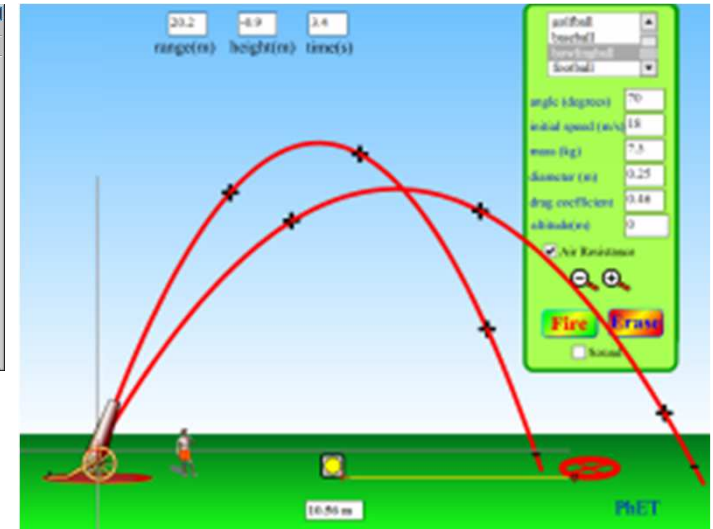 20.2 -0.9 3.6
range(m) height(m) time(s)
golfball
baseball
bowlingball
football
angle (degrees) 70
initial speed (m/s) 18
mass (kg) 7.3
diameter (m) 0.25
drag coefficient 0.46
altitude(m) 0
Air Resistance
Fire Erase
Sound
10.56 m
PhET